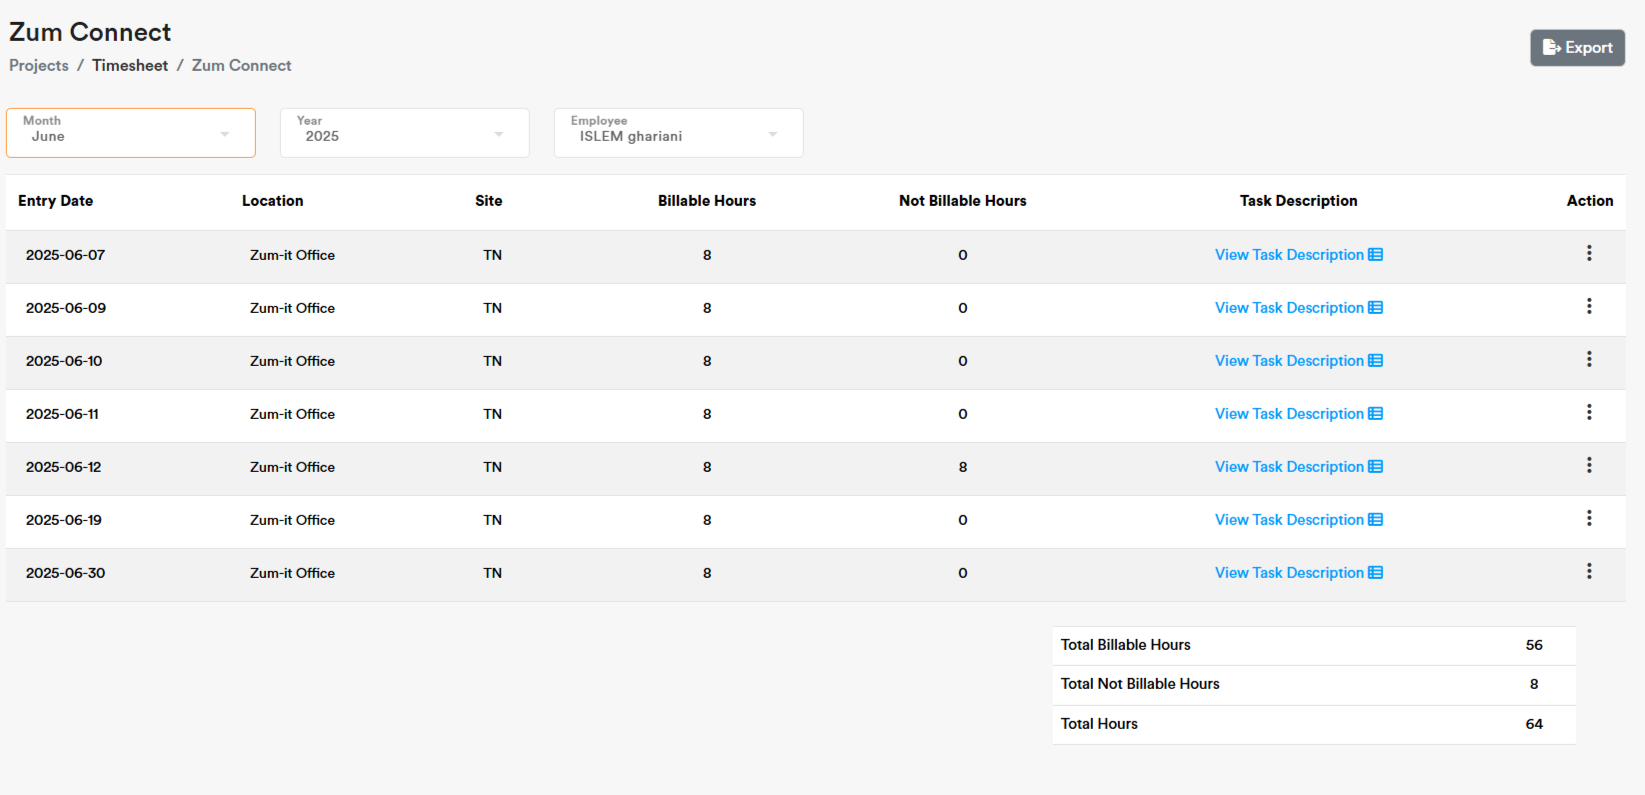 Zum Connect
Projects / Timesheet / Zum Connect
Export
Month
June
Year
2025
Employee
ISLEM ghariani
Entry Date Location Site Billable Hours Not Billable Hours Task Description Action
2025-06-07 Zum-it Office TN 8 0 View Task Description
2025-06-09 Zum-it Office TN 8 0 View Task Description
2025-06-10 Zum-it Office TN 8 0 View Task Description
2025-06-11 Zum-it Office TN 8 0 View Task Description
2025-06-12 Zum-it Office TN 8 8 View Task Description
2025-06-19 Zum-it Office TN 8 0 View Task Description
2025-06-30 Zum-it Office TN 8 0 View Task Description
Total Billable Hours 56
Total Not Billable Hours 8
Total Hours 64